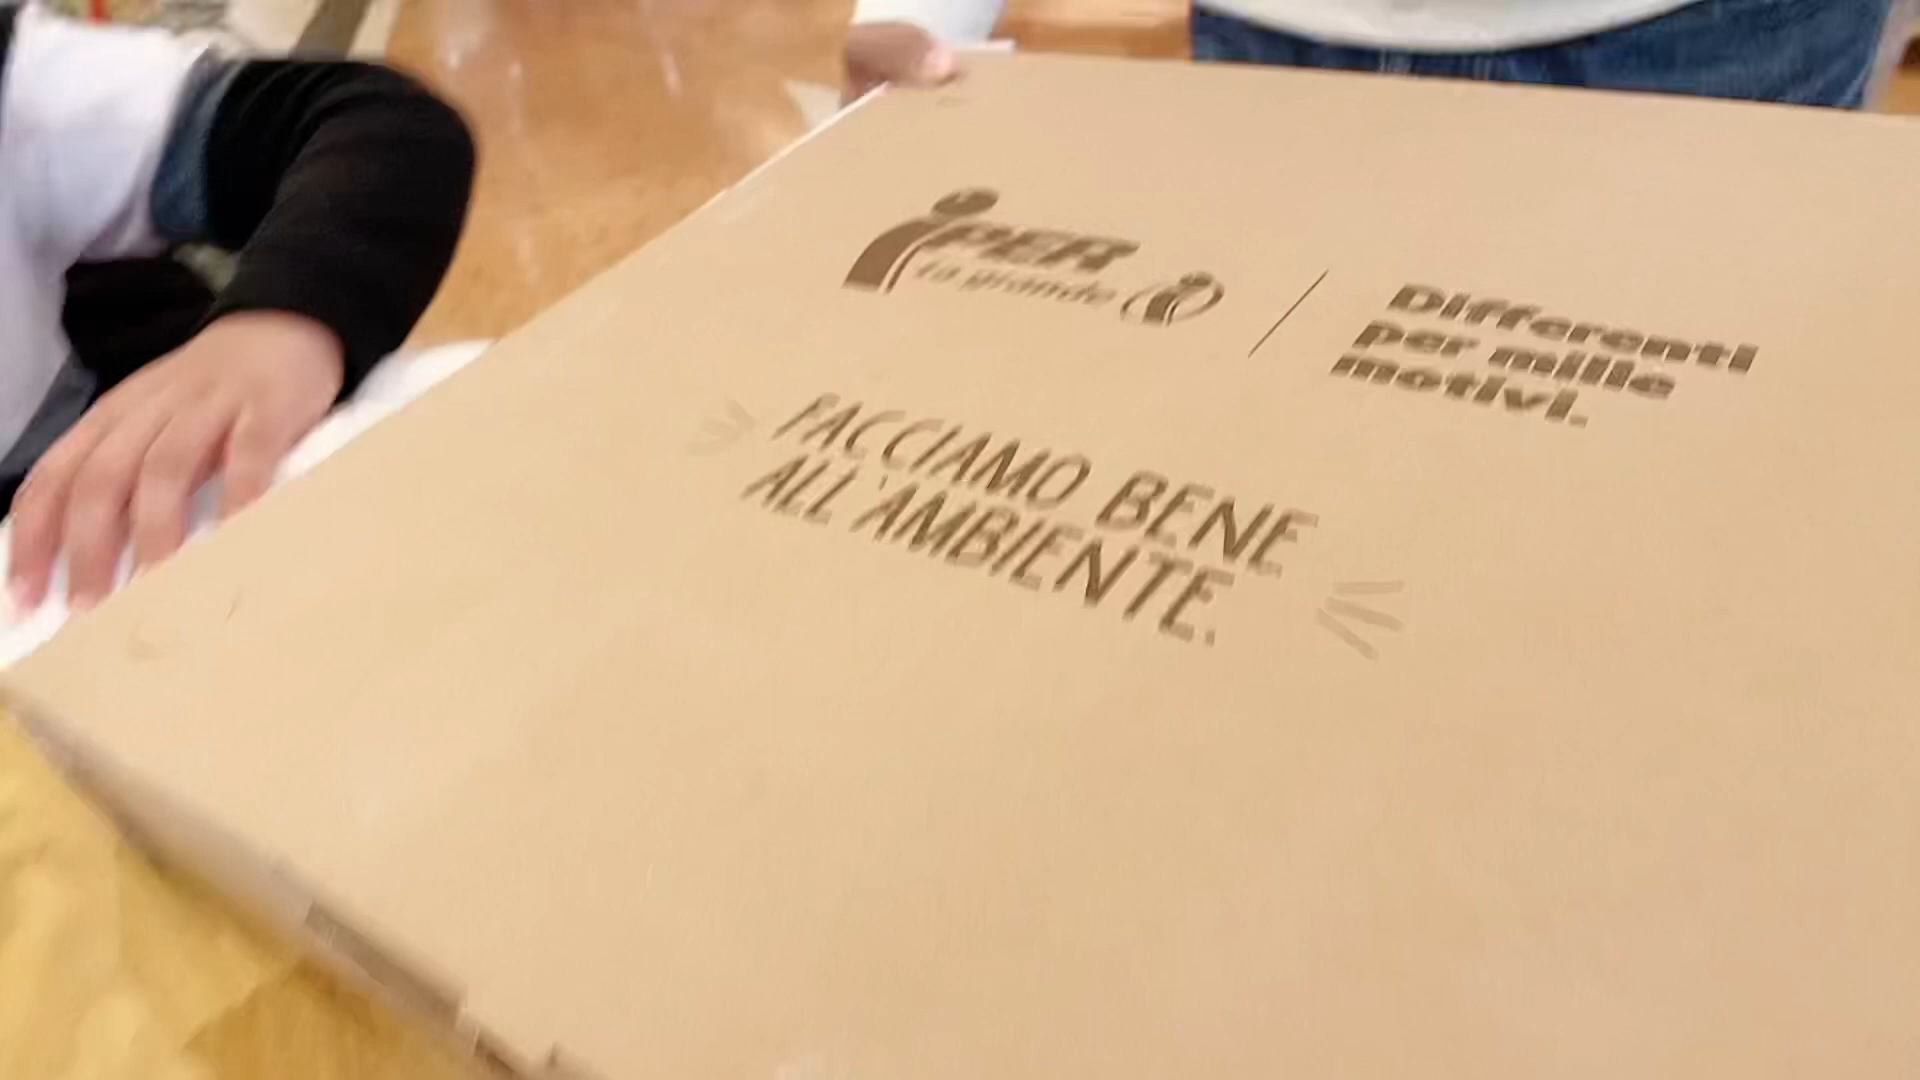 iPER
la grande i
Differenti
per mille
motivi.
FACCIAMO BENE
ALL'AMBIENTE.